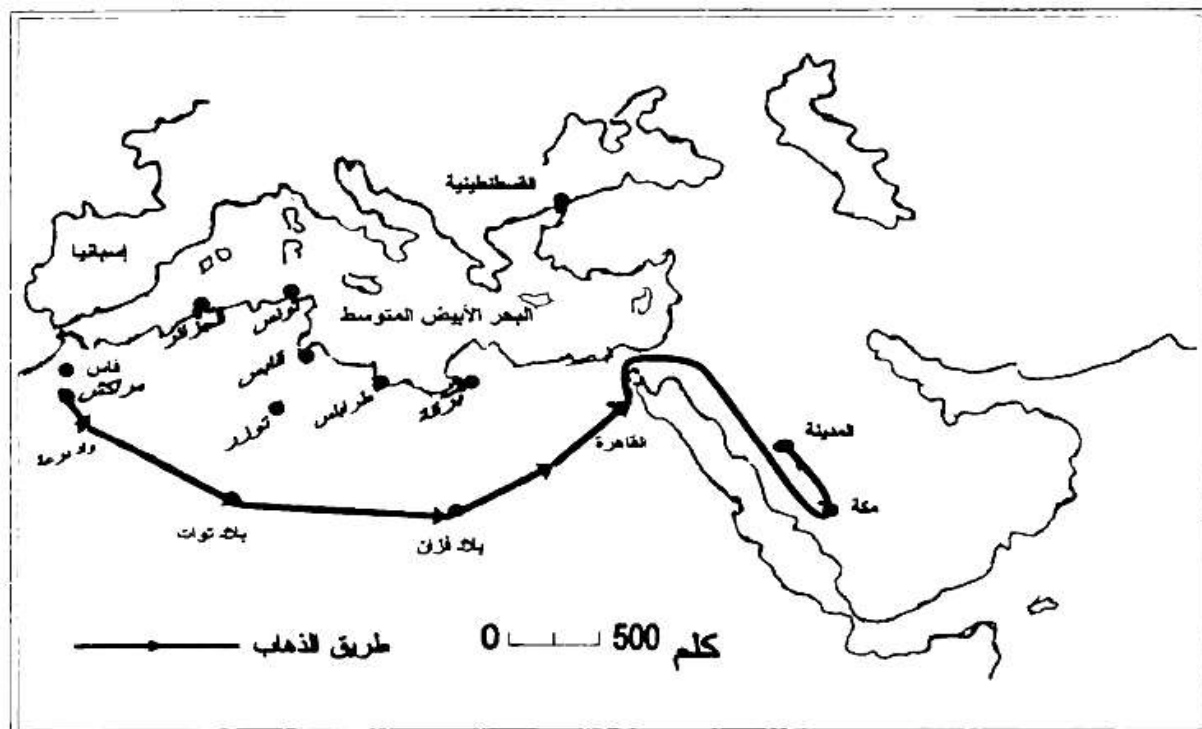 القسطنطينية
إسبانيا
البحر الأبيض المتوسط
تونس
الجزائر
فاس
مراكش
قابس
طرابلس
برقة
توزر
واد درعة
القاهرة
المدينة
مكة
بلاد توات
بلاد فزان
طريق الذهاب
0 500 كلم